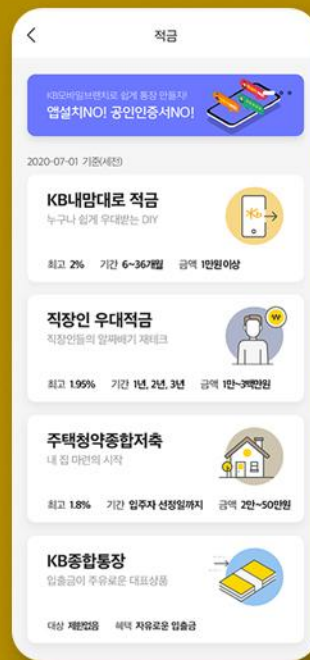 적금
KB모바일브랜치로 쉽게 통장 만들자!
앱설치NO! 공인인증서NO!
2020-07-01 기준(세전)
KB내맘대로 적금
누구나 쉽게 우대받는 DIY
최고 2% 기간 6~36개월 금액 1만원이상
직장인 우대적금
직장인들의 알짜배기 재테크
최고 1.95% 기간 1년, 2년, 3년 금액 1만~3백만원
주택청약종합저축
내 집 마련의 시작
최고 1.8% 기간 입주자 선정일까지 금액 2만~50만원
KB종합통장
입출금이 주유로운 대표상품
대상 제한없음 혜택 자유로운 입출금